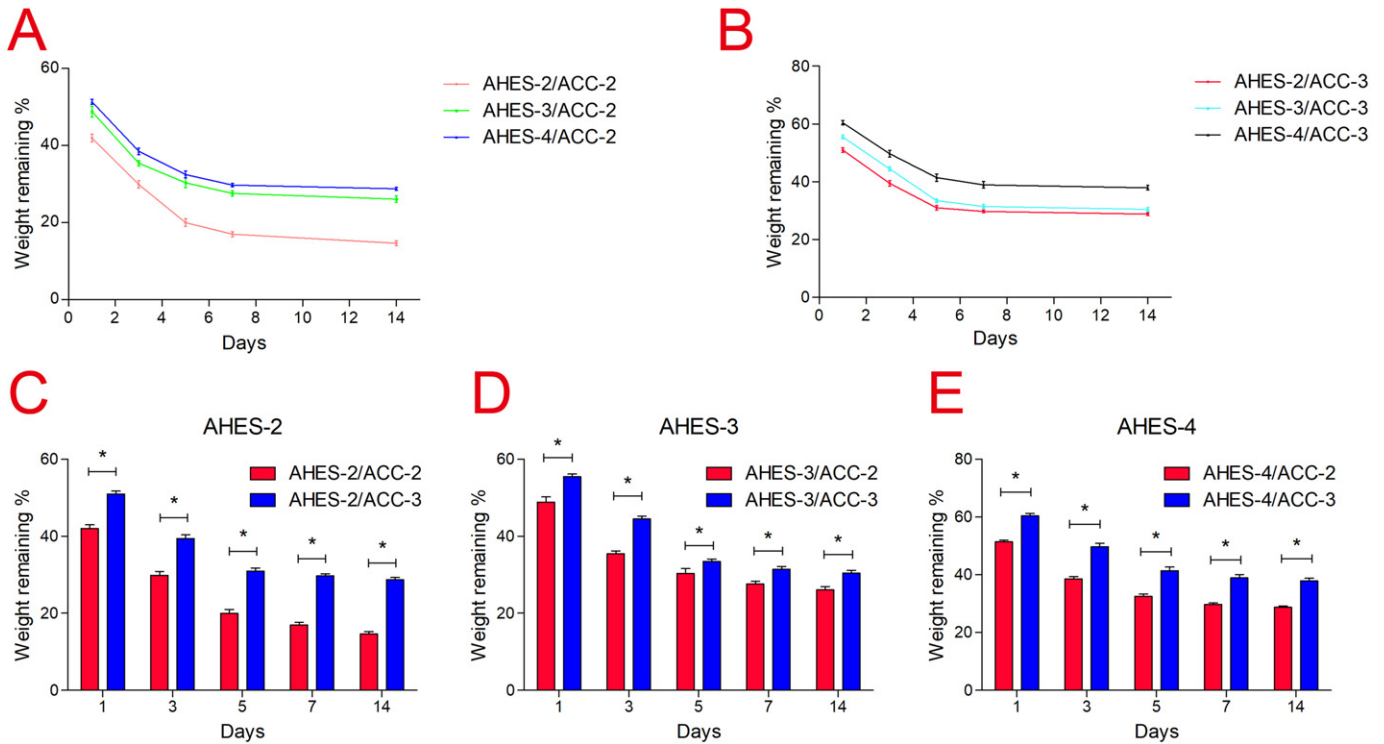 A
60
40
20
0
0 2 4 6 8 10 12 14
Weight remaining %
Days
AHES-2/ACC-2
AHES-3/ACC-2
AHES-4/ACC-2
B
80
60
40
20
0
0 2 4 6 8 10 12 14
Weight remaining %
Days
AHES-2/ACC-3
AHES-3/ACC-3
AHES-4/ACC-3
C
AHES-2
60
40
20
0
1 3 5 7 14
Weight remaining %
Days
AHES-2/ACC-2
AHES-2/ACC-3
* * * * *
D
AHES-3
60
40
20
0
1 3 5 7 14
Weight remaining %
Days
AHES-3/ACC-2
AHES-3/ACC-3
* * * * *
E
AHES-4
80
60
40
20
0
1 3 5 7 14
Weight remaining %
Days
AHES-4/ACC-2
AHES-4/ACC-3
* * * * *